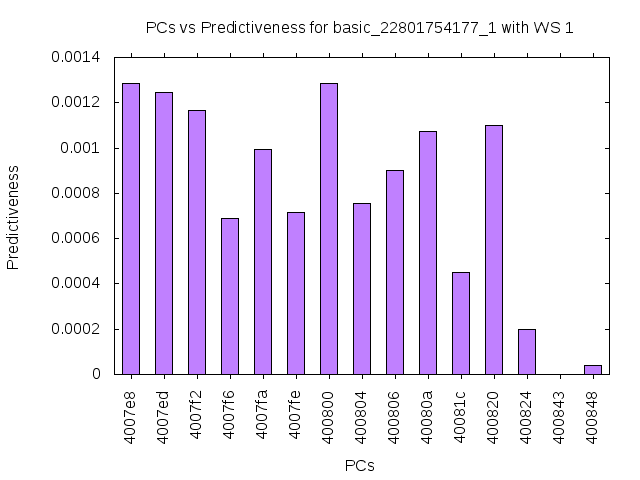 PCs vs Predictiveness for basic_22801754177_1 with WS 1
0.0014
0.0012
0.001
0.0008
0.0006
0.0004
0.0002
0
Predictiveness
4007e8
4007ed
4007f2
4007f6
4007fa
4007fe
400800
400804
400806
40080a
40081c
400820
400824
400843
400848
PCs